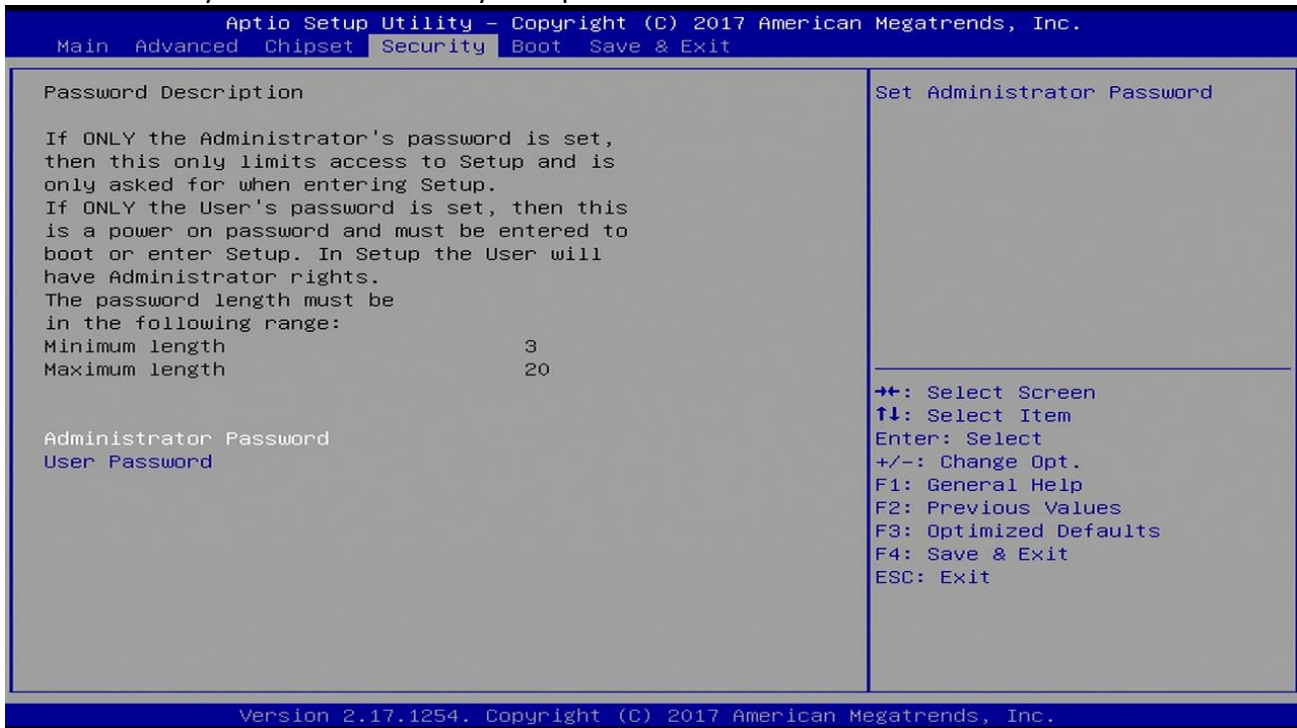 Aptio Setup Utility – Copyright (C) 2017 American Megatrends, Inc.
Main Advanced Chipset Security Boot Save & Exit
Password Description
If ONLY the Administrator's password is set,
then this only limits access to Setup and is
only asked for when entering Setup.
If ONLY the User's password is set, then this
is a power on password and must be entered to
boot or enter Setup. In Setup the User will
have Administrator rights.
The password length must be
in the following range:
Minimum length 3
Maximum length 20
Administrator Password
User Password
Set Administrator Password
→←: Select Screen
↑↓: Select Item
Enter: Select
+/-: Change Opt.
F1: General Help
F2: Previous Values
F3: Optimized Defaults
F4: Save & Exit
ESC: Exit
Version 2.17.1254. Copyright (C) 2017 American Megatrends, Inc.